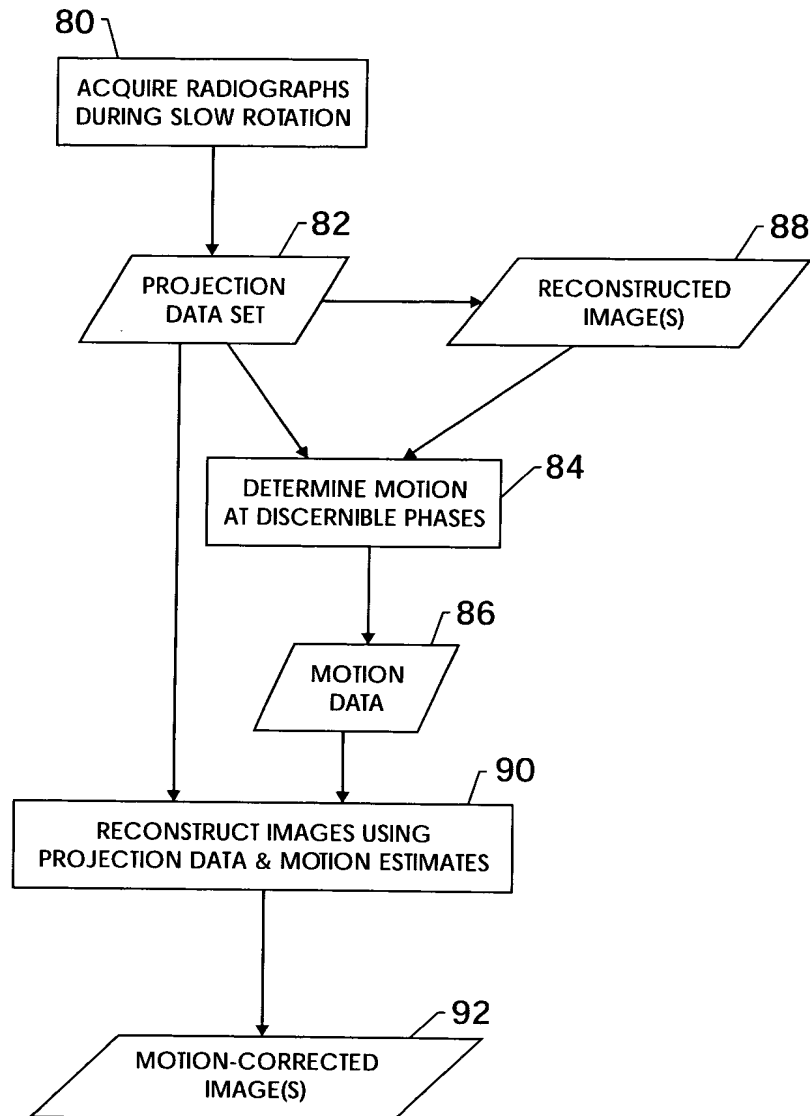 80
ACQUIRE RADIOGRAPHS
DURING SLOW ROTATION
82
PROJECTION
DATA SET
88
RECONSTRUCTED
IMAGE(S)
84
DETERMINE MOTION
AT DISCERNIBLE PHASES
86
MOTION
DATA
90
RECONSTRUCT IMAGES USING
PROJECTION DATA & MOTION ESTIMATES
92
MOTION-CORRECTED
IMAGE(S)